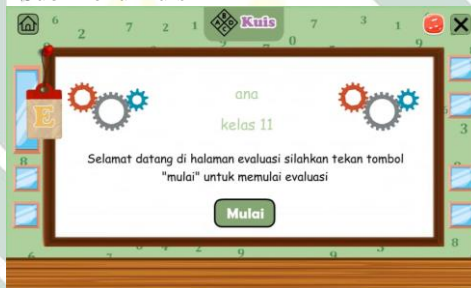 Kuis
E
ana
kelas 11
Selamat datang di halaman evaluasi silahkan tekan tombol
"mulai" untuk memulai evaluasi
Mulai